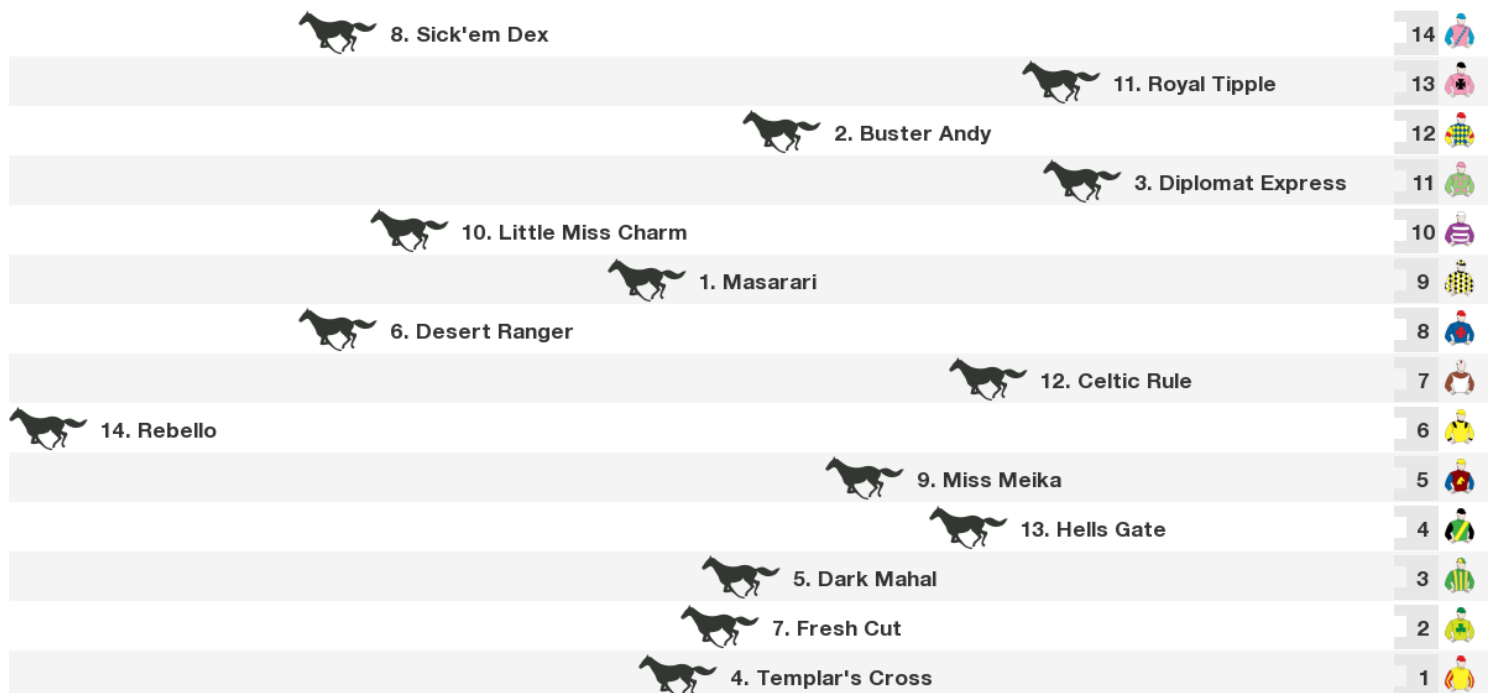 8. Sick'em Dex 14
11. Royal Tipple 13
2. Buster Andy 12
3. Diplomat Express 11
10. Little Miss Charm 10
1. Masarari 9
6. Desert Ranger 8
12. Celtic Rule 7
14. Rebello 6
9. Miss Meika 5
13. Hells Gate 4
5. Dark Mahal 3
7. Fresh Cut 2
4. Templar's Cross 1